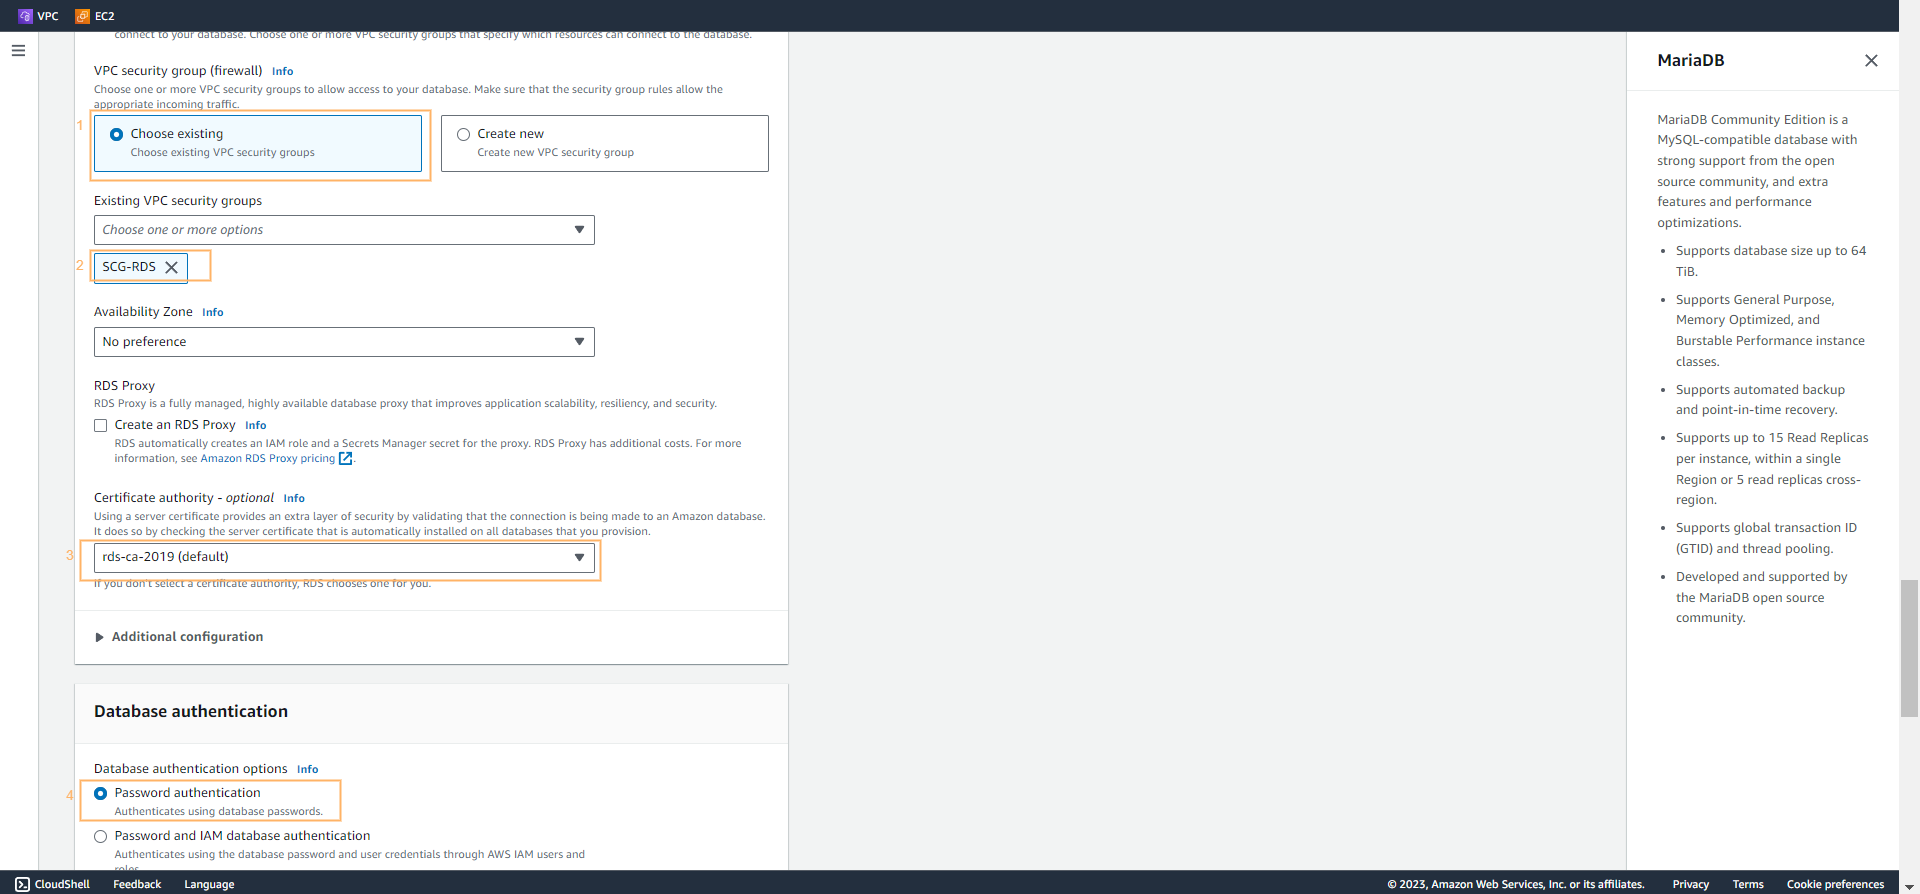 VPC EC2
connect to your database. Choose one or more VPC security groups that specify which resources can connect to the database.
VPC security group (firewall) Info
Choose one or more VPC security groups to allow access to your database. Make sure that the security group rules allow the
appropriate incoming traffic.
1
Choose existing
Choose existing VPC security groups
Create new
Create new VPC security group
Existing VPC security groups
Choose one or more options
2
SCG-RDS
Availability Zone Info
No preference
RDS Proxy
RDS Proxy is a fully managed, highly available database proxy that improves application scalability, resiliency, and security.
Create an RDS Proxy Info
RDS automatically creates an IAM role and a Secrets Manager secret for the proxy. RDS Proxy has additional costs. For more
information, see Amazon RDS Proxy pricing.
Certificate authority - optional Info
Using a server certificate provides an extra layer of security by validating that the connection is being made to an Amazon database.
It does so by checking the server certificate that is automatically installed on all databases that you provision.
3
rds-ca-2019 (default)
If you don't select a certificate authority, RDS chooses one for you.
Additional configuration
Database authentication
Database authentication options Info
4
Password authentication
Authenticates using database passwords.
Password and IAM database authentication
Authenticates using the database password and user credentials through AWS IAM users and
roles.
MariaDB
MariaDB Community Edition is a
MySQL-compatible database with
strong support from the open
source community, and extra
features and performance
optimizations.
• Supports database size up to 64
TiB.
• Supports General Purpose,
Memory Optimized, and
Burstable Performance instance
classes.
• Supports automated backup
and point-in-time recovery.
• Supports up to 15 Read Replicas
per instance, within a single
Region or 5 read replicas cross-
region.
• Supports global transaction ID
(GTID) and thread pooling.
• Developed and supported by
the MariaDB open source
community.
CloudShell Feedback Language
© 2023, Amazon Web Services, Inc. or its affiliates. Privacy Terms Cookie preferences